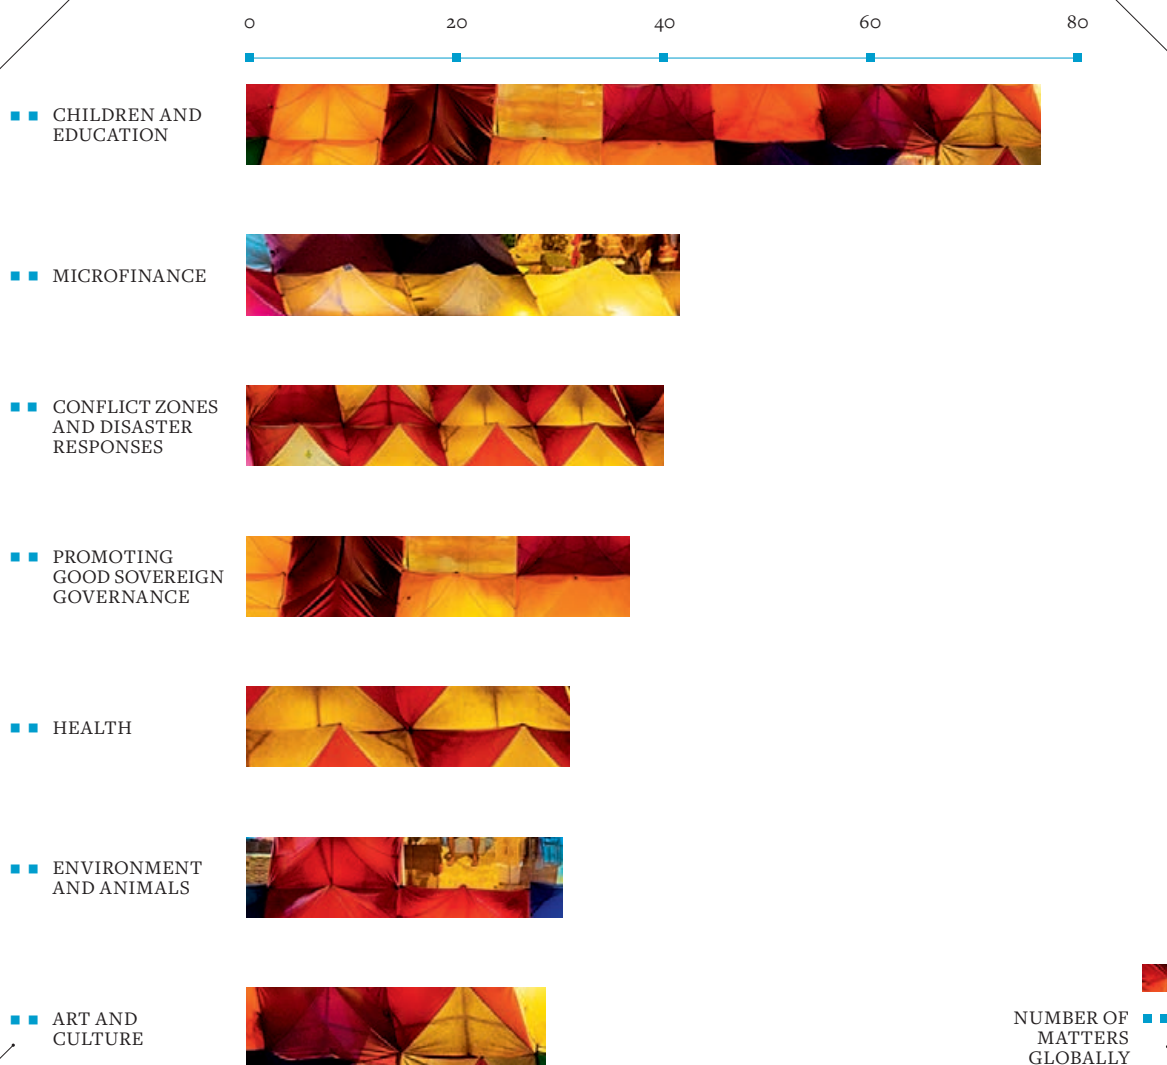 0 20 40 60 80
CHILDREN AND
EDUCATION
MICROFINANCE
CONFLICT ZONES
AND DISASTER
RESPONSES
PROMOTING
GOOD SOVEREIGN
GOVERNANCE
HEALTH
ENVIRONMENT
AND ANIMALS
ART AND
CULTURE
NUMBER OF
MATTERS
GLOBALLY